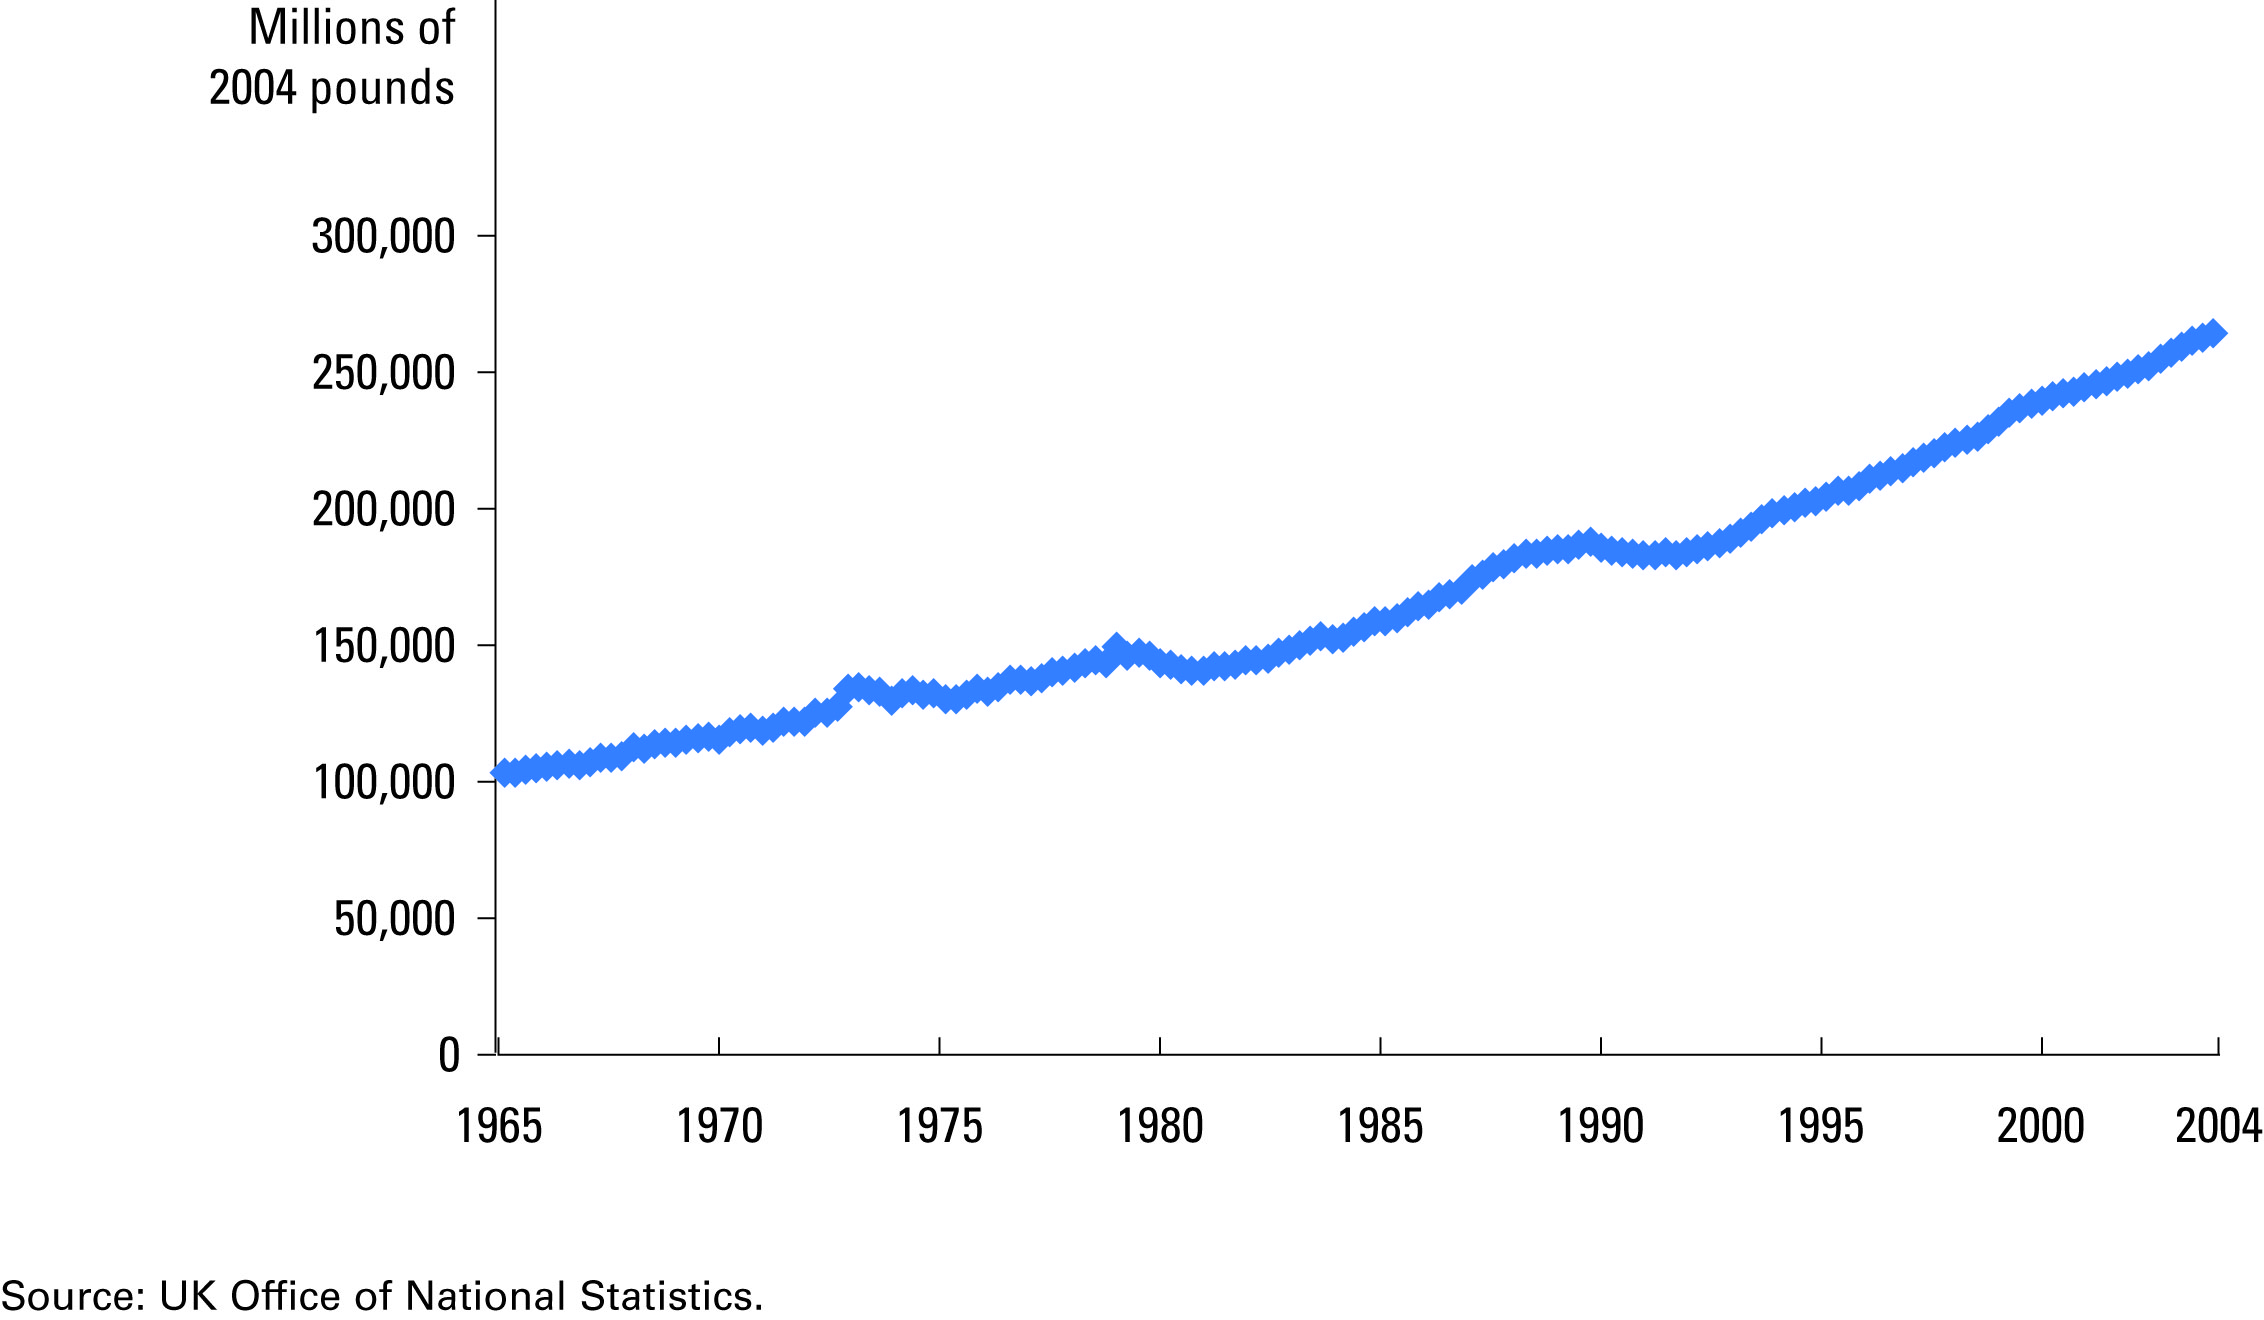 Millions of
2004 pounds
300,000
250,000
200,000
150,000
100,000
50,000
0
1965 1970 1975 1980 1985 1990 1995 2000 2004
Source: UK Office of National Statistics.